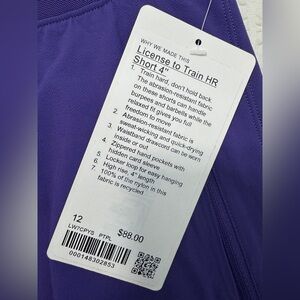 WHY WE MADE THIS
License to Train HR
Short 4"
Train hard, don't hold back.
The abrasion-resistant fabric
on these shorts can handle
burpees and barbells while the
relaxed fit gives you full
freedom to move
1. Abrasion-resistant fabric is
sweat-wicking and quick-drying
2. Waistband drawcord can be worn
inside or out
3. Zippered hand pockets with
hidden card sleeve
4. Locker loop for easy hanging
5. High rise, 4" length
6. 100% of the nylon in this
fabric is recycled
12
$88.00
LW7CPYS PTPL
000148302853